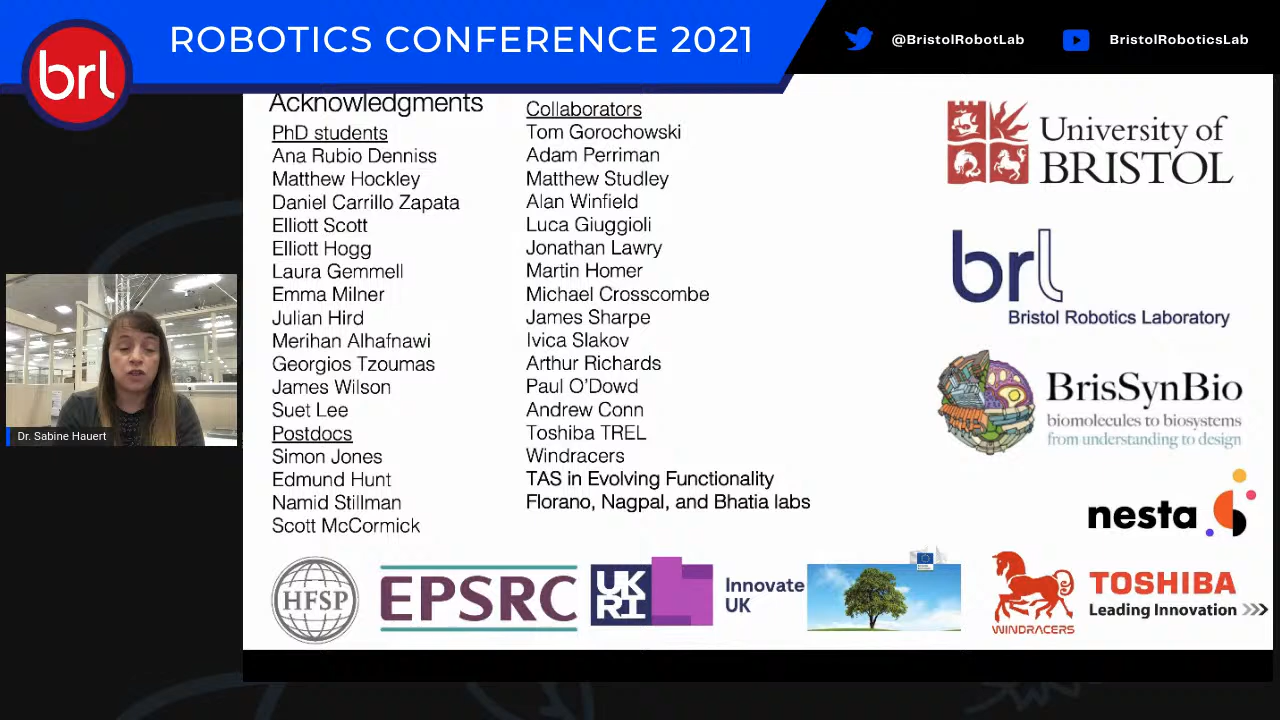 brl
ROBOTICS CONFERENCE 2021
@BristolRobotLab
BristolRoboticsLab
Acknowledgments
PhD students
Ana Rubio Denniss
Matthew Hockley
Daniel Carrillo Zapata
Elliott Scott
Elliott Hogg
Laura Gemmell
Emma Milner
Julian Hird
Merihan Alhafnawi
Georgios Tzoumas
James Wilson
Suet Lee
Postdocs
Simon Jones
Edmund Hunt
Namid Stillman
Scott McCormick
Collaborators
Tom Gorochowski
Adam Perriman
Matthew Studley
Alan Winfield
Luca Giuggioli
Jonathan Lawry
Martin Homer
Michael Crosscombe
James Sharpe
Ivica Slakov
Arthur Richards
Paul O'Dowd
Andrew Conn
Toshiba TREL
Windracers
TAS in Evolving Functionality
Florano, Nagpal, and Bhatia labs
University of
BRISTOL
brl
Bristol Robotics Laboratory
BrisSynBio
biomolecules to biosystems
from understanding to design
nesta
HFSP
EPSRC
UK
RI
Innovate
UK
WINDRACERS
TOSHIBA
Leading Innovation >>>
Dr. Sabine Hauert